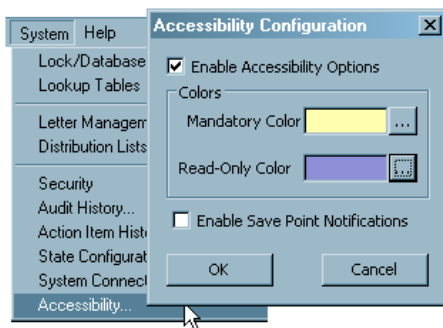 System Help
Lock/Database
Lookup Tables
Letter Managem
Distribution Lists
Security
Audit History...
Action Item Hist
State Configurat
System Connect
Accessibility...
Accessibility Configuration
Enable Accessibility Options
Colors
Mandatory Color ...
Read-Only Color ...
Enable Save Point Notifications
OK Cancel